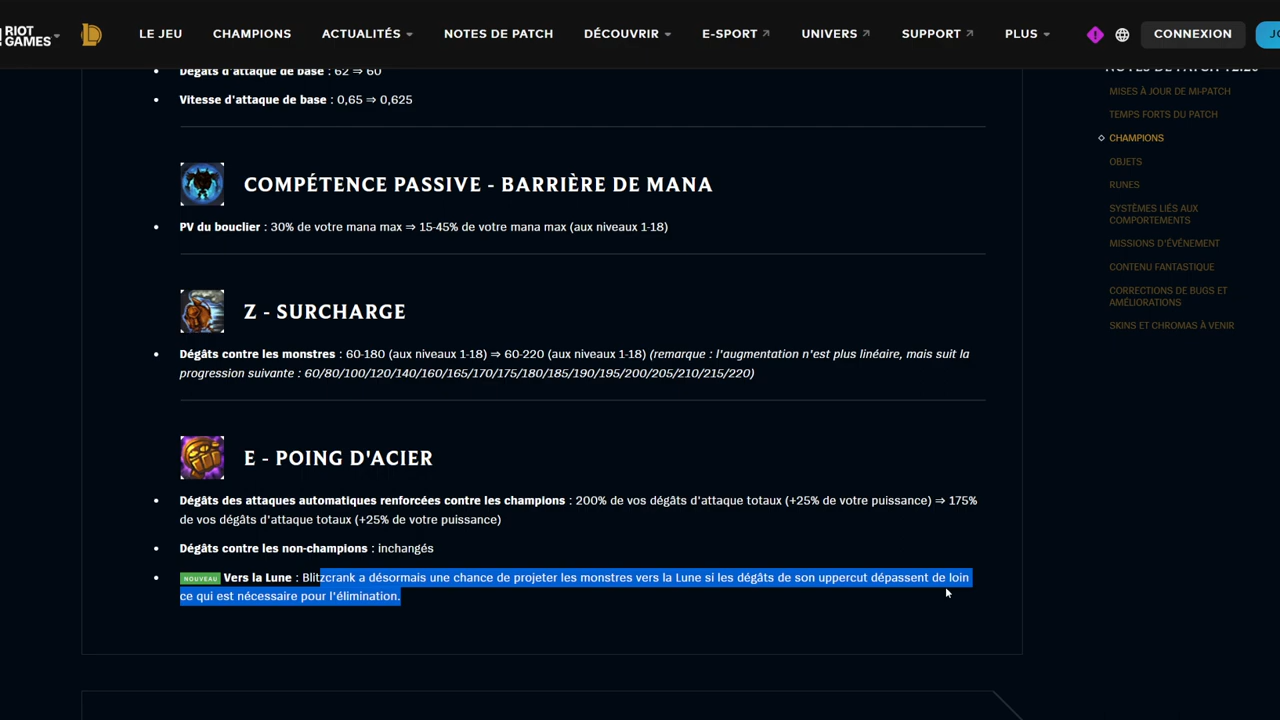 RIOT GAMES
LE JEU
CHAMPIONS
ACTUALITÉS
NOTES DE PATCH
DÉCOUVRIR
E-SPORT
UNIVERS
SUPPORT
PLUS
CONNEXION
Dégâts d'attaque de base : 62 ⇒ 60
Vitesse d'attaque de base : 0,65 ⇒ 0,625
COMPÉTENCE PASSIVE - BARRIÈRE DE MANA
PV du bouclier : 30% de votre mana max ⇒ 15-45% de votre mana max (aux niveaux 1-18)
Z - SURCHARGE
Dégâts contre les monstres : 60-180 (aux niveaux 1-18) ⇒ 60-220 (aux niveaux 1-18) (remarque : l'augmentation n'est plus linéaire, mais suit la
progression suivante : 60/80/100/120/140/160/165/170/175/180/185/190/195/200/205/210/215/220)
E - POING D'ACIER
Dégâts des attaques automatiques renforcées contre les champions : 200% de vos dégâts d'attaque totaux (+25% de votre puissance) ⇒ 175%
de vos dégâts d'attaque totaux (+25% de votre puissance)
Dégâts contre les non-champions : inchangés
NOUVEAU Vers la Lune : Blitzcrank a désormais une chance de projeter les monstres vers la Lune si les dégâts de son uppercut dépassent de loin
ce qui est nécessaire pour l'élimination.
NOTES DE PATCH
MISES À JOUR DE MI-PATCH
TEMPS FORTS DU PATCH
CHAMPIONS
OBJETS
RUNES
SYSTÈMES LIÉS AUX
COMPORTEMENTS
MISSIONS D'ÉVÉNEMENT
CONTENU FANTASTIQUE
CORRECTIONS DE BUGS ET
AMÉLIORATIONS
SKINS ET CHROMAS À VENIR